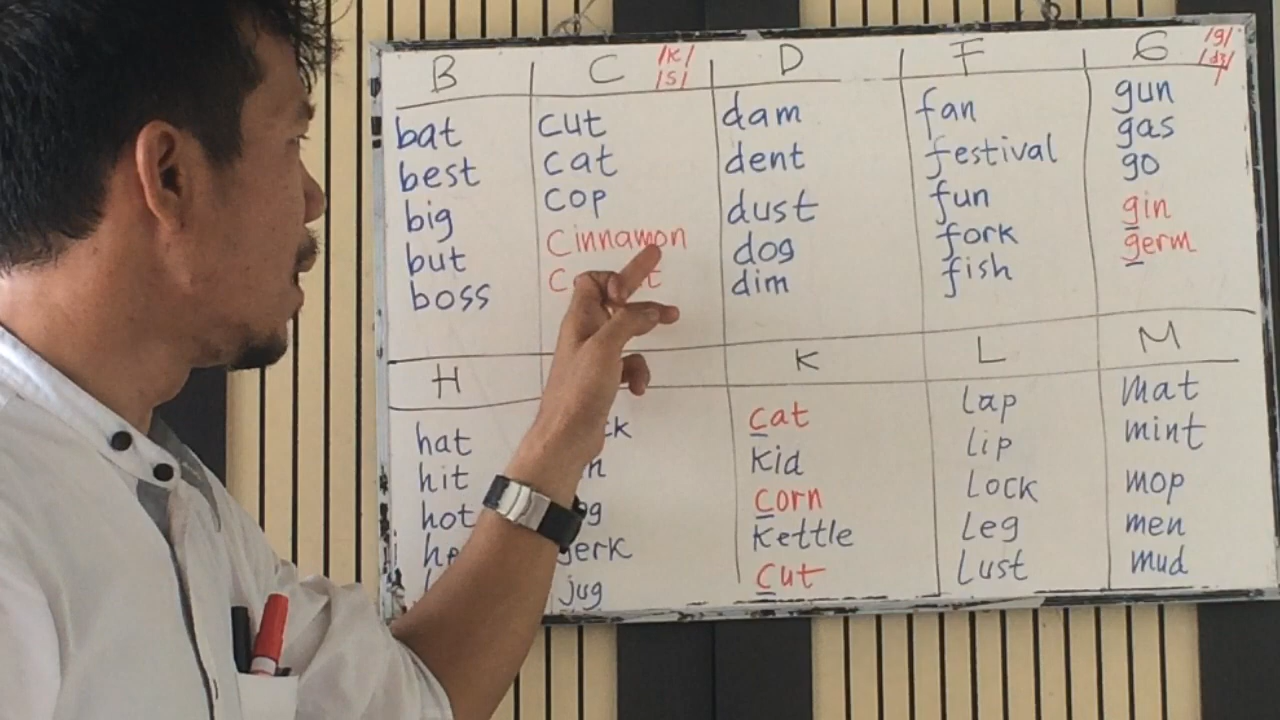 B C /k/ /s/ D F G /g/ /dʒ/
bat cut dam fan gun
best cat dent festival gas
big cop dust fun go
but cinnamon dog fork gin
boss dim fish germ
H K L M
hat cat lap mat
hit kid lip mint
hot corn lock mop
jerk kettle leg men
jug cut lust mud